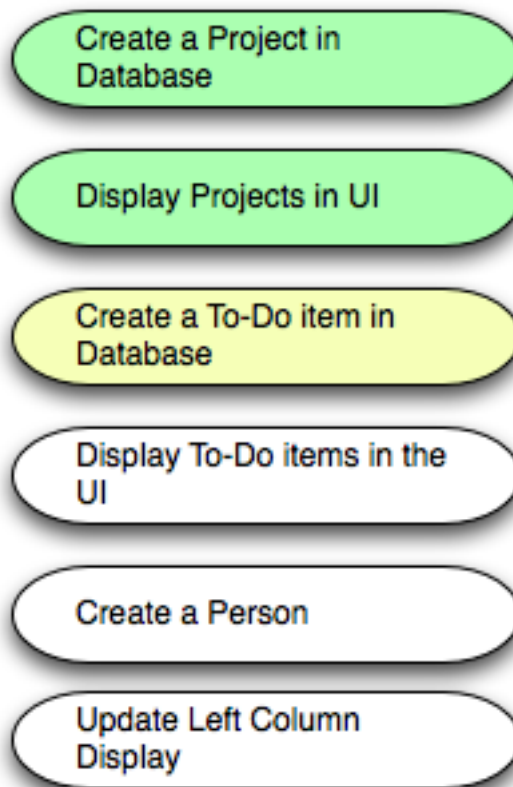 Create a Project in
Database
Display Projects in UI
Create a To-Do item in
Database
Display To-Do items in the
UI
Create a Person
Update Left Column
Display